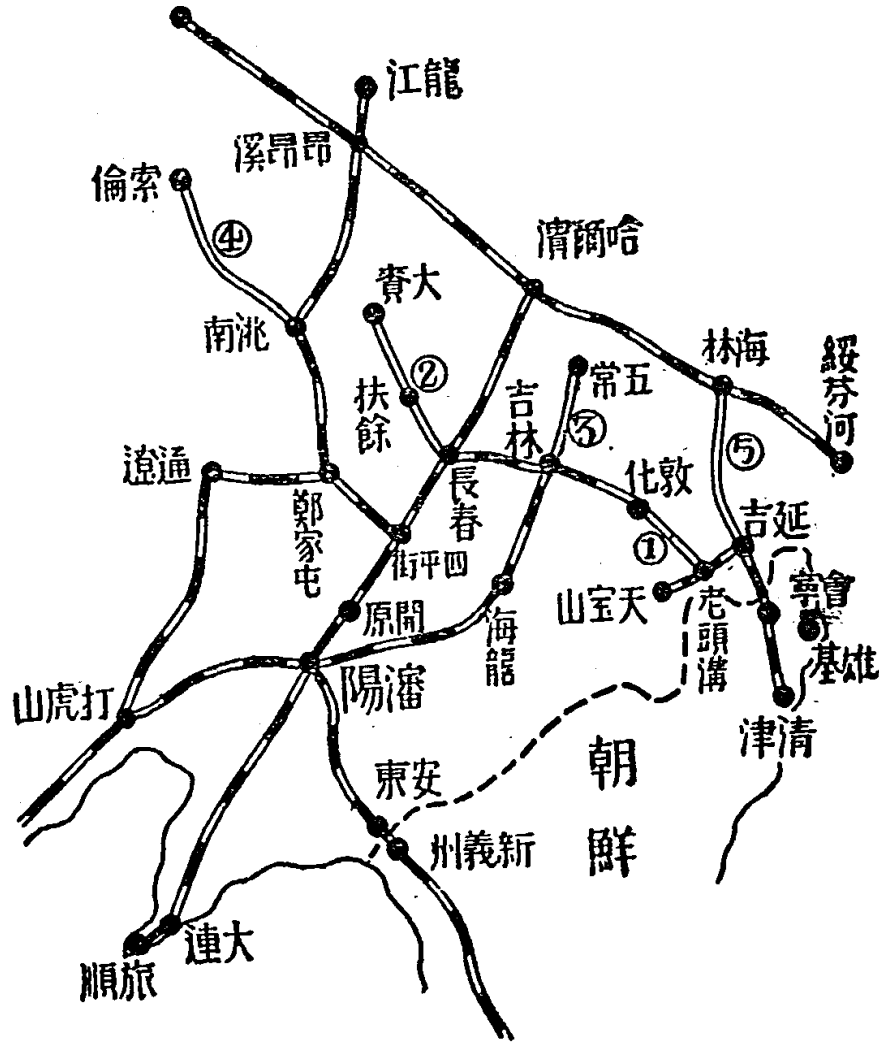 龍江
昂昂溪
索倫
④
哈爾濱
大賚
洮南
海林
綏芬河
②
五常
扶餘
吉林
③
⑤
通遼
敦化
長春
鄭家屯
延吉
①
四平街
會寧
天宝山
老頭溝
開原
海龍
雄基
瀋陽
打虎山
清津
朝鮮
安東
新義州
大連
旅順